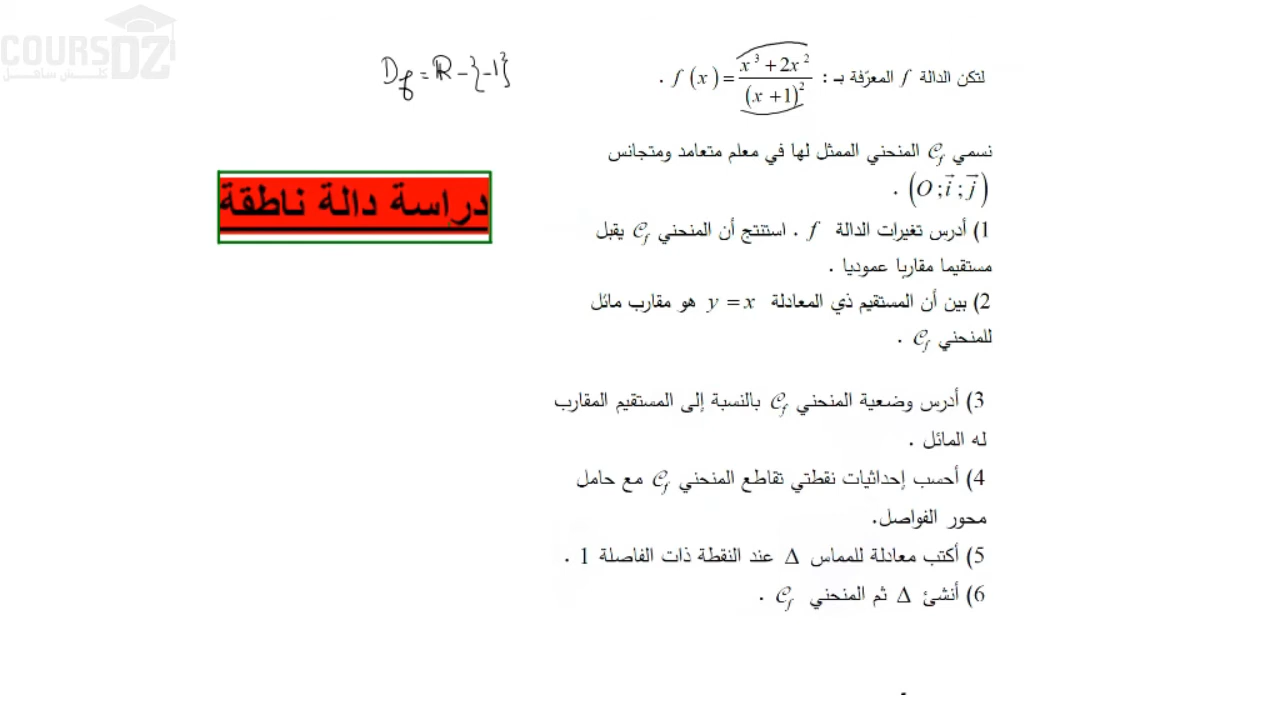 COURSDZ
كلـــش ساهـــل
D_f = ℝ - {-1}
لتكن الدالة f المعرّفة بـ : f(x) = (x³ + 2x²) / (x + 1)² .
نسمي 𝒞_f المنحني الممثل لها في معلم متعامد ومتجانس
(O ; i⃗ ; j⃗) .
دراسة دالة ناطقة
1) أدرس تغيرات الدالة f . استنتج أن المنحني 𝒞_f يقبل
مستقيما مقاربا عموديا .
2) بين أن المستقيم ذي المعادلة y = x هو مقارب مائل
للمنحني 𝒞_f .
3) أدرس وضعية المنحني 𝒞_f بالنسبة إلى المستقيم المقارب
له المائل .
4) أحسب إحداثيات نقطتي تقاطع المنحني 𝒞_f مع حامل
محور الفواصل.
5) أكتب معادلة للمماس Δ عند النقطة ذات الفاصلة 1 .
6) أنشئ Δ ثم المنحني 𝒞_f .